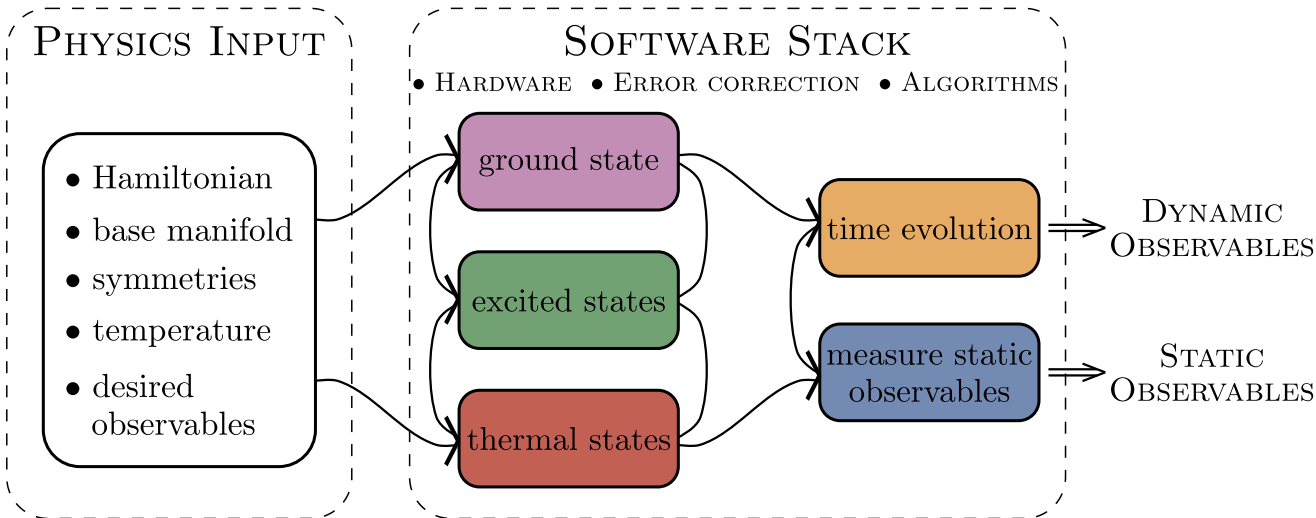 PHYSICS INPUT
• Hamiltonian
• base manifold
• symmetries
• temperature
• desired
observables
SOFTWARE STACK
• HARDWARE • ERROR CORRECTION • ALGORITHMS
ground state
excited states
thermal states
time evolution
measure static
observables
DYNAMIC
OBSERVABLES
STATIC
OBSERVABLES